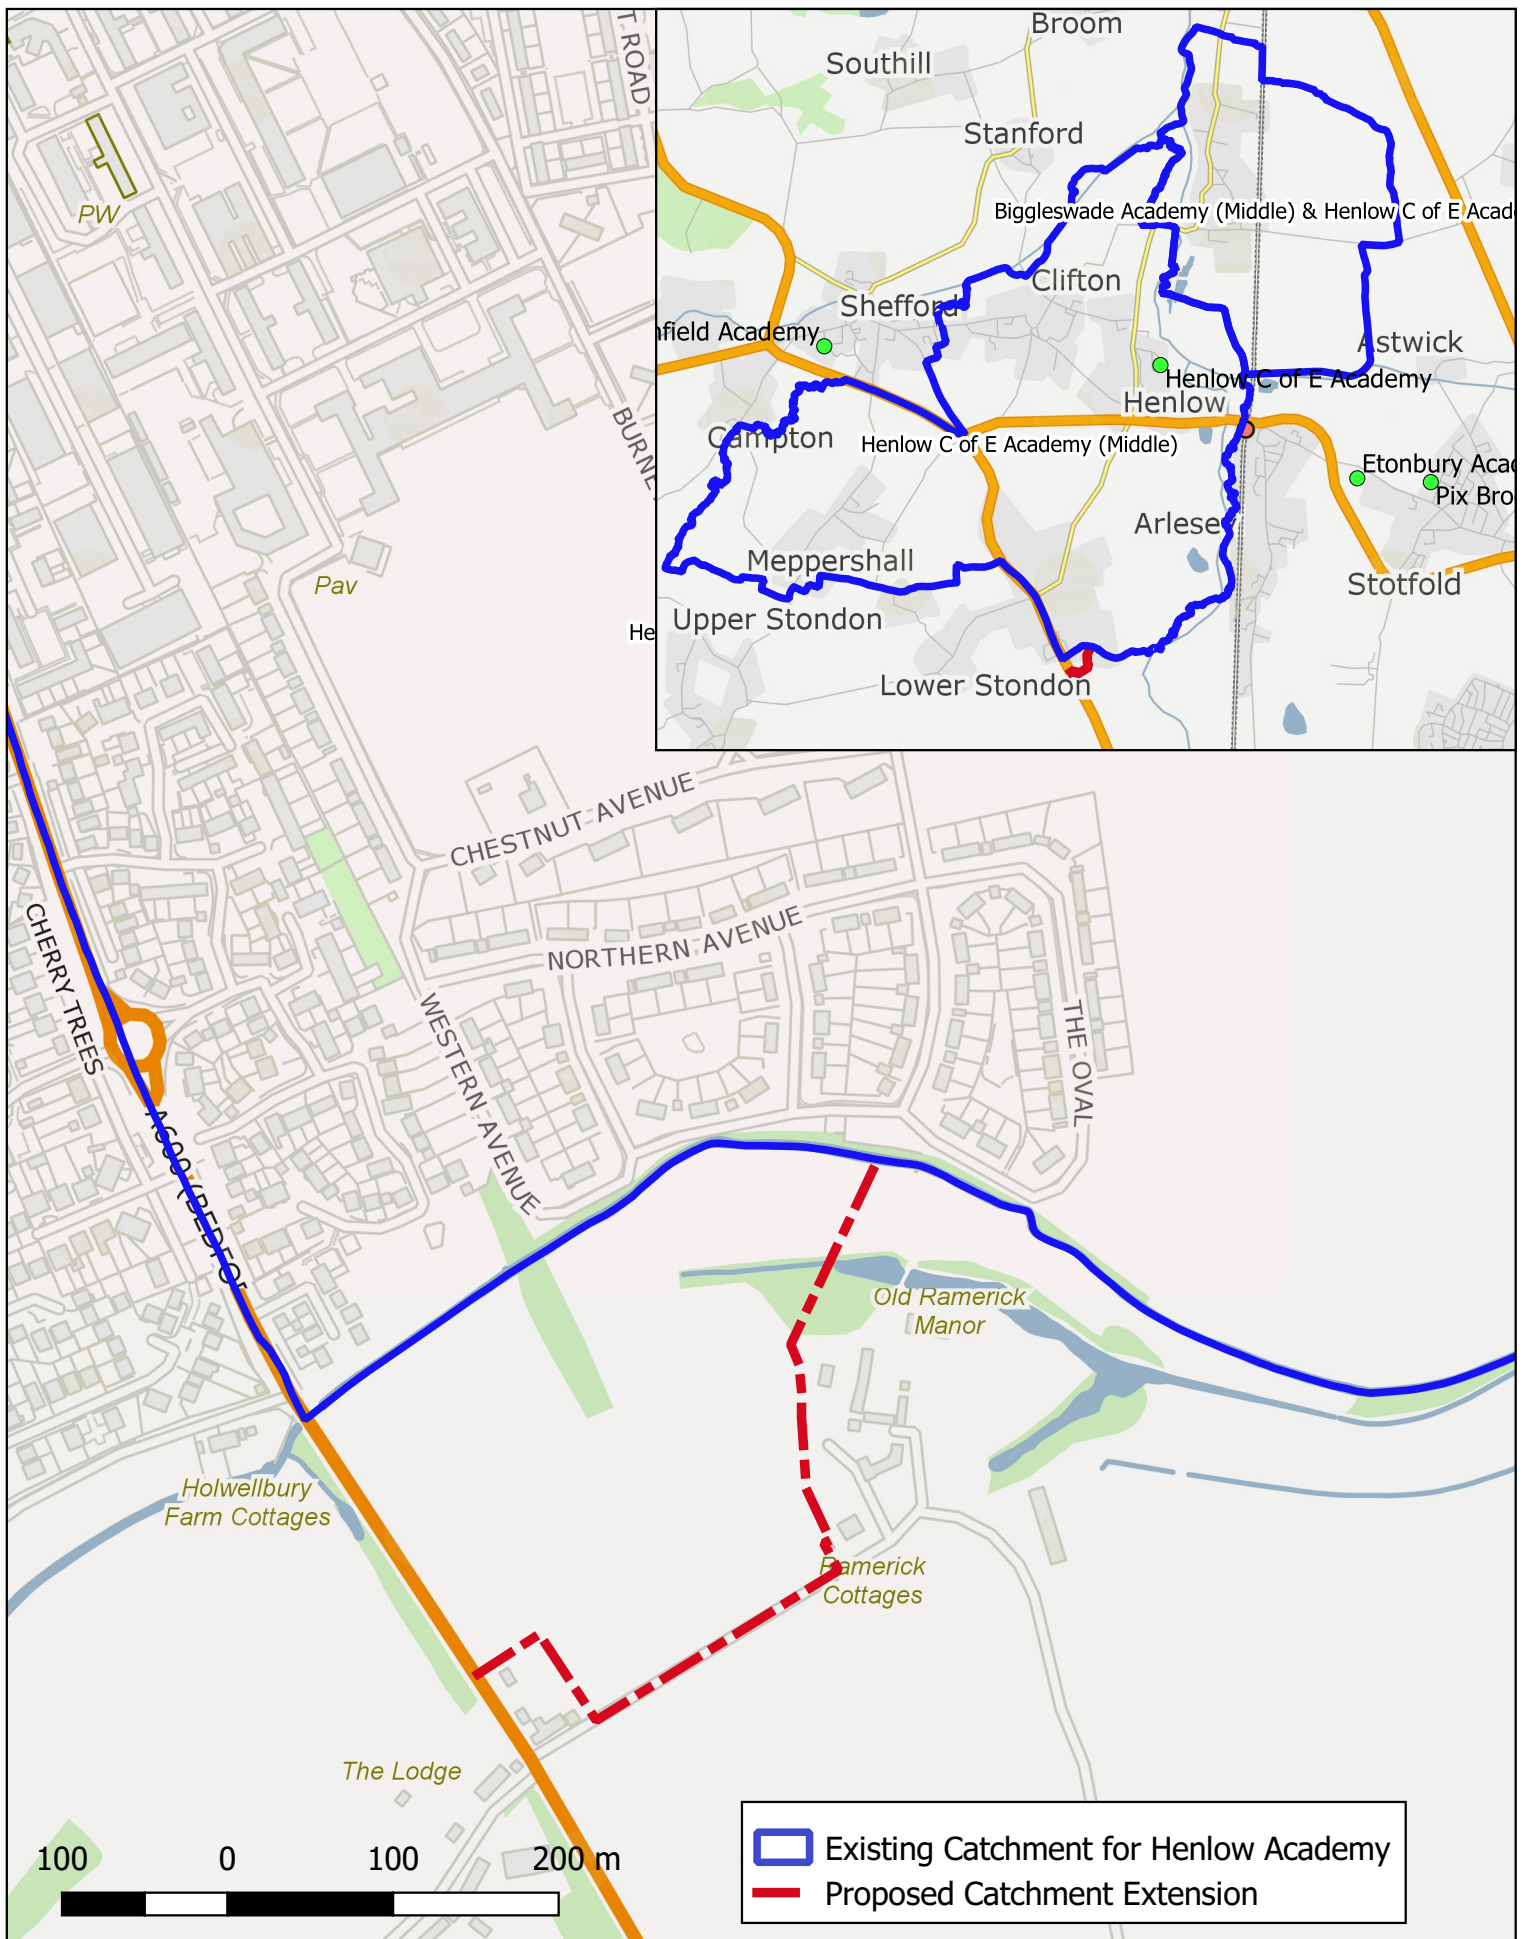 T ROAD
Broom
Southill
Stanford
PW
Biggleswade Academy (Middle) & Henlow C of E Acad
Clifton
Shefford
nfield Academy
Astwick
Henlow C of E Academy
Henlow
Campton
Henlow C of E Academy (Middle)
BURNE
Etonbury Acad
Pix Bro
Arlesey
Meppershall
Pav
Stotfold
Upper Stondon
He
Lower Stondon
CHESTNUT AVENUE
NORTHERN AVENUE
CHERRY TREES
WESTERN AVENUE
THE OVAL
A600 (BEDFO
Old Ramerick
Manor
Holwellbury
Farm Cottages
Ramerick
Cottages
The Lodge
100 0 100 200 m
Existing Catchment for Henlow Academy
Proposed Catchment Extension